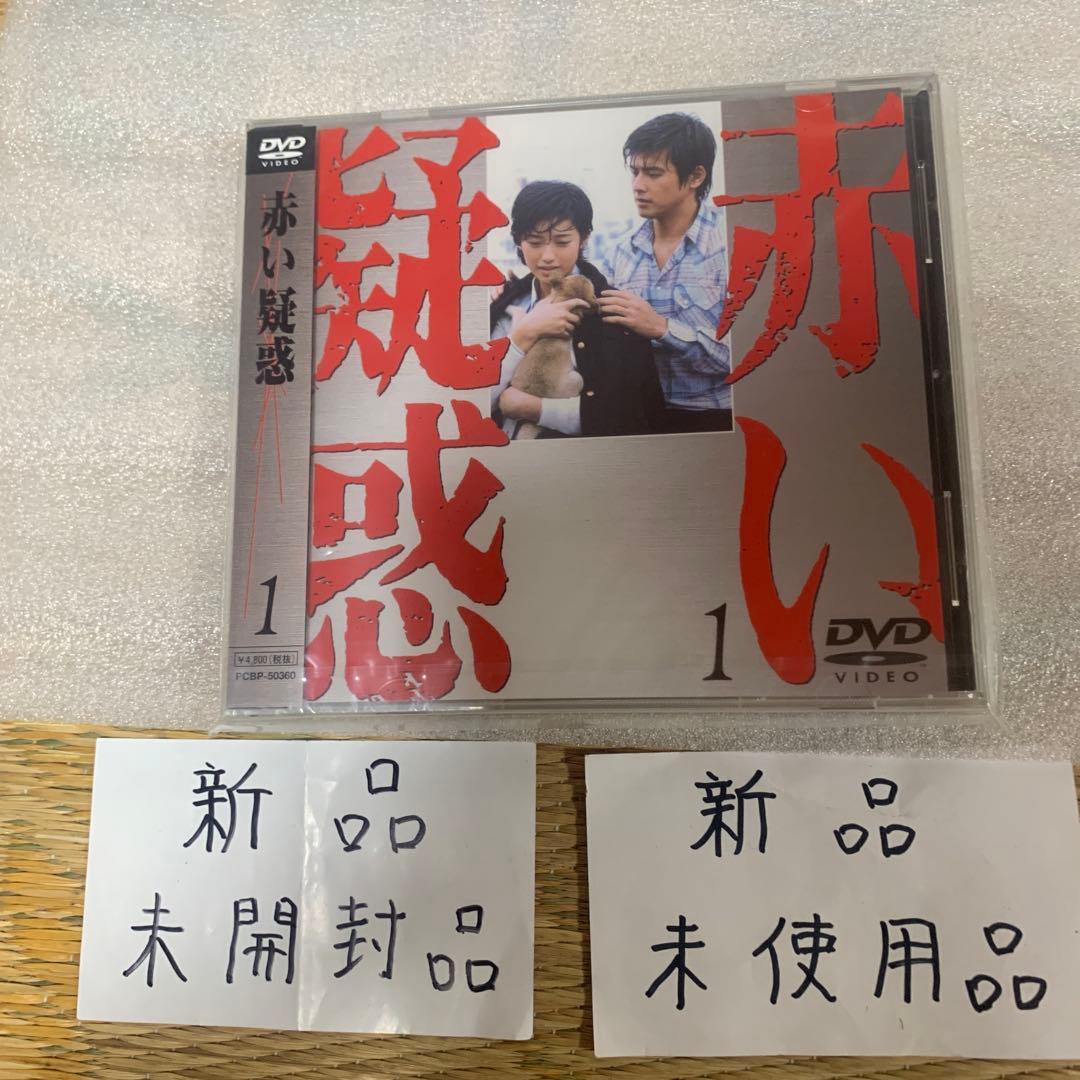 DVD
VIDEO
赤い疑惑
1
¥4,800(税抜)
PCBP-50360
赤い
疑惑
1
DVD
VIDEO
新品
未開封品
新品
未使用品